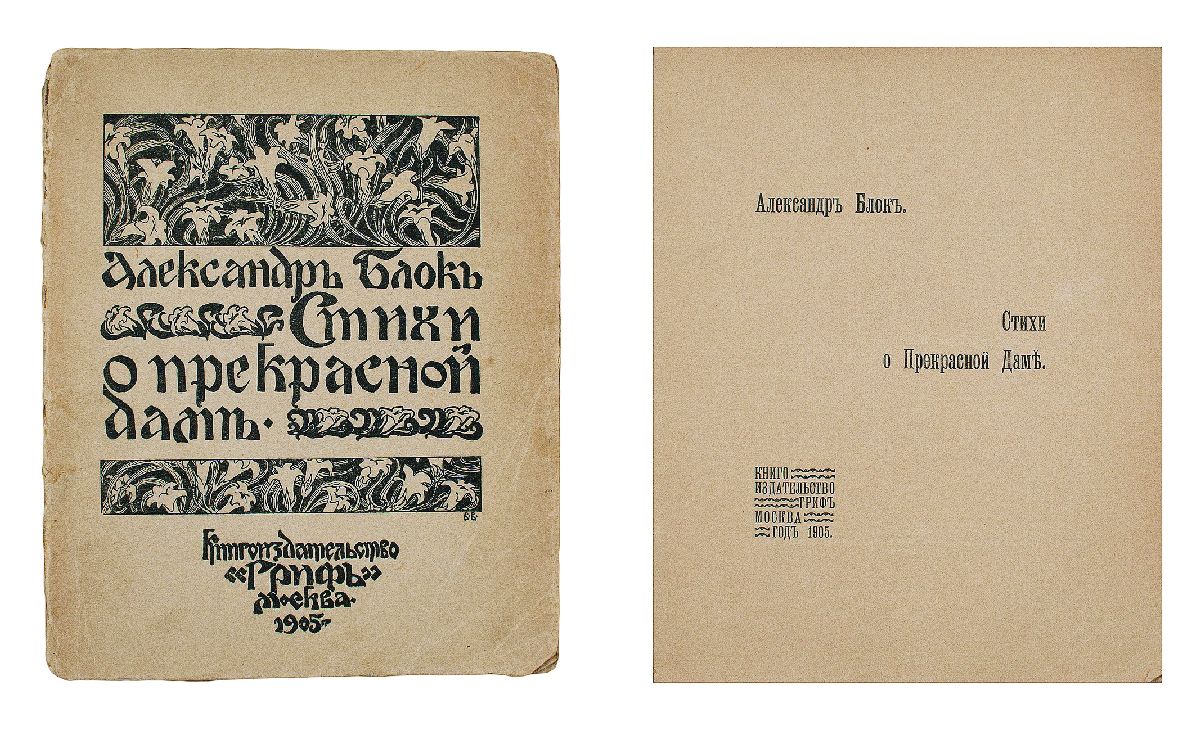 Александръ Блокъ
Стихи
о прекрасной
дамѣ.
ВВ
Книгоиздательство
«Грифъ»
Москва.
1905 г.
Александръ Блокъ.
Стихи
о Прекрасной Дамѣ.
КНИГО
ИЗДАТЕЛЬСТВО
ГРИФЪ
МОСКВА
ГОДЪ 1905.